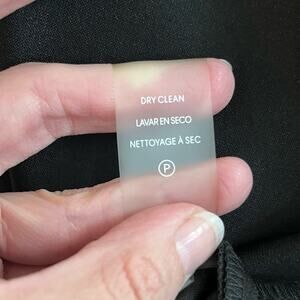 DRY CLEAN
LAVAR EN SECO
NETTOYAGE À SEC
P